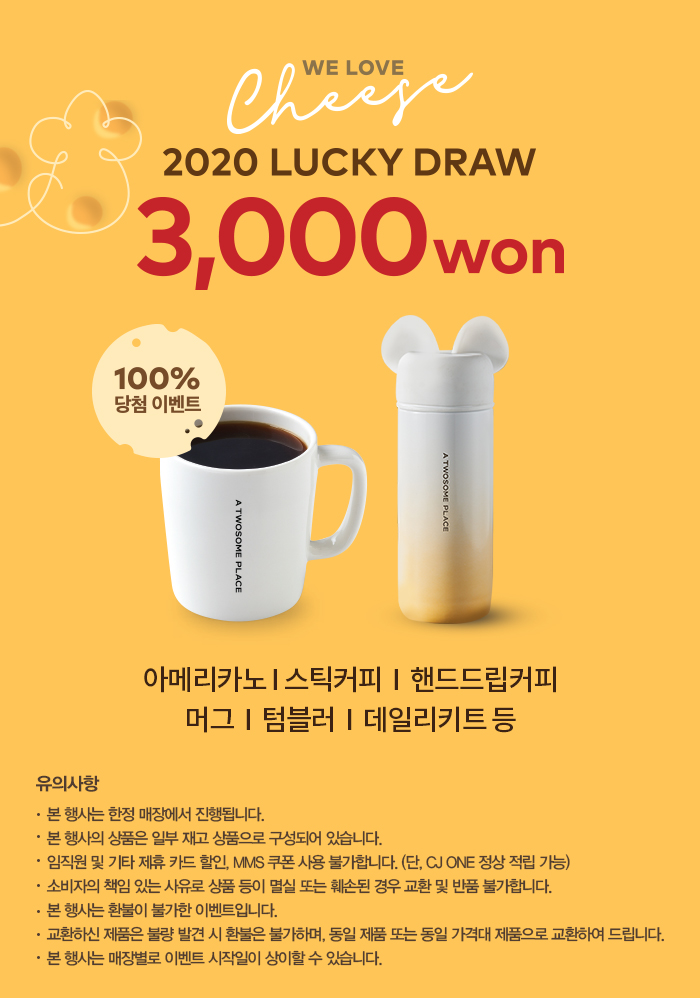 WE LOVE
Cheese
2020 LUCKY DRAW
3,000won
100%
당첨 이벤트
A TWOSOME PLACE
A TWOSOME PLACE
아메리카노 I 스틱커피 I 핸드드립커피
머그 I 텀블러 I 데일리키트 등
유의사항
· 본 행사는 한정 매장에서 진행됩니다.
· 본 행사의 상품은 일부 재고 상품으로 구성되어 있습니다.
· 임직원 및 기타 제휴 카드 할인, MMS 쿠폰 사용 불가합니다. (단, CJ ONE 정상 적립 가능)
· 소비자의 책임 있는 사유로 상품 등이 멸실 또는 훼손된 경우 교환 및 반품 불가합니다.
· 본 행사는 환불이 불가한 이벤트입니다.
· 교환하신 제품은 불량 발견 시 환불은 불가하며, 동일 제품 또는 동일 가격대 제품으로 교환하여 드립니다.
· 본 행사는 매장별로 이벤트 시작일이 상이할 수 있습니다.